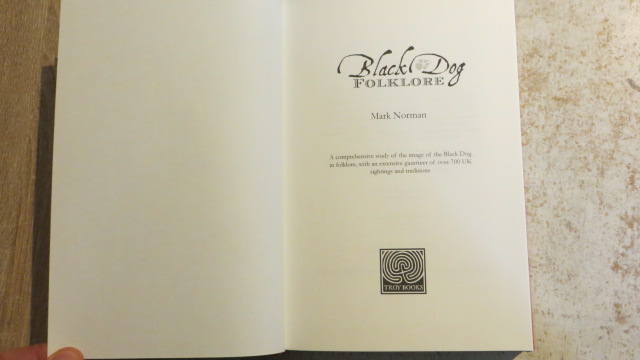 Black Dog
FOLKLORE
Mark Norman
A comprehensive study of the image of the Black Dog
in folklore, with an extensive gazetteer of over 700 UK
sightings and traditions
TROY BOOKS